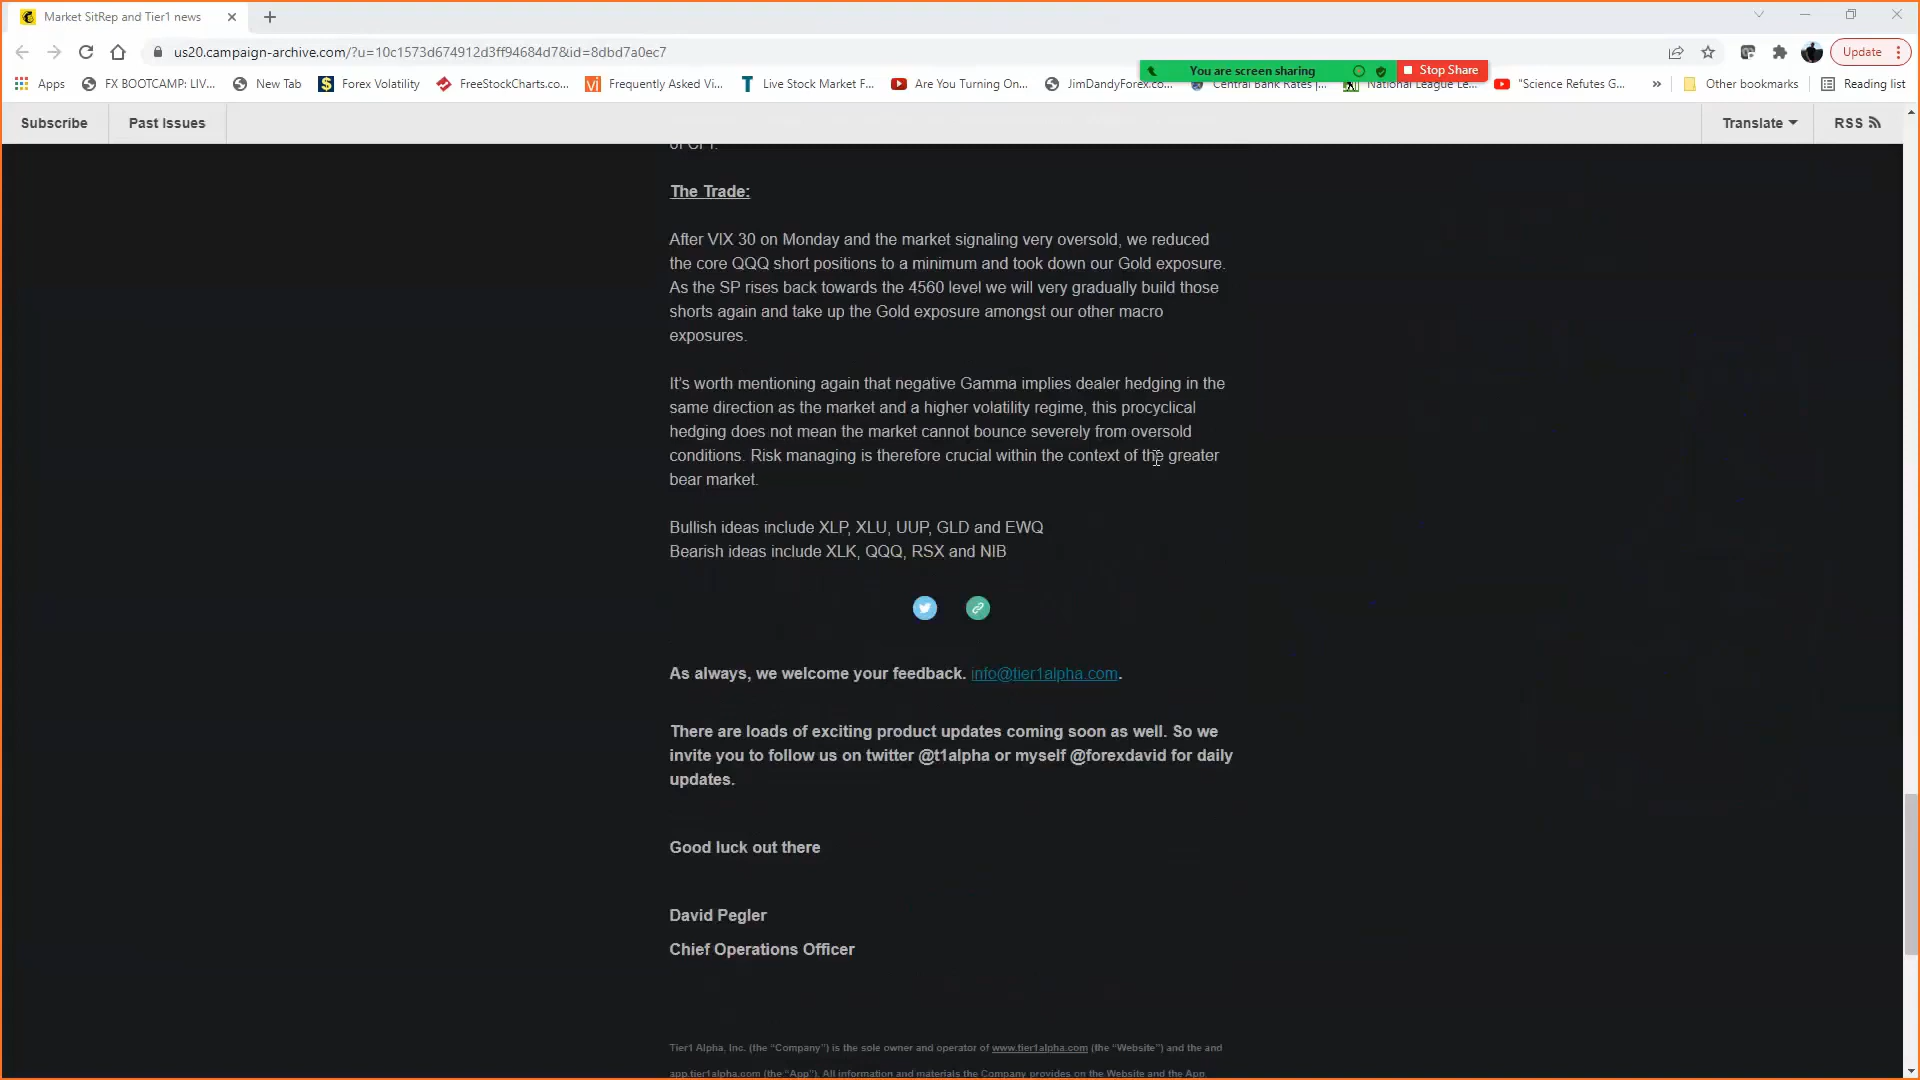 Market SitRep and Tier1 news
us20.campaign-archive.com/?u=10c1573d674912d3ff94684d7&id=8dbd7a0ec7
Update
You are screen sharing
Stop Share
Apps
FX BOOTCAMP: LIV...
New Tab
Forex Volatility
FreeStockCharts.co...
Frequently Asked Vi...
Live Stock Market F...
Are You Turning On...
JimDandyForex.co...
Central Bank Rates |...
National League Le...
"Science Refutes G...
»
Other bookmarks
Reading list
Subscribe
Past Issues
Translate
RSS
of CPI.
The Trade:
After VIX 30 on Monday and the market signaling very oversold, we reduced
the core QQQ short positions to a minimum and took down our Gold exposure.
As the SP rises back towards the 4560 level we will very gradually build those
shorts again and take up the Gold exposure amongst our other macro
exposures.
It's worth mentioning again that negative Gamma implies dealer hedging in the
same direction as the market and a higher volatility regime, this procyclical
hedging does not mean the market cannot bounce severely from oversold
conditions. Risk managing is therefore crucial within the context of the greater
bear market.
Bullish ideas include XLP, XLU, UUP, GLD and EWQ
Bearish ideas include XLK, QQQ, RSX and NIB
As always, we welcome your feedback. info@tier1alpha.com.
There are loads of exciting product updates coming soon as well. So we
invite you to follow us on twitter @t1alpha or myself @forexdavid for daily
updates.
Good luck out there
David Pegler
Chief Operations Officer
Tier1 Alpha, Inc. (the "Company") is the sole owner and operator of www.tier1alpha.com (the "Website") and the and
app.tier1alpha.com (the "App"). All information and materials the Company provides on the Website and the App,